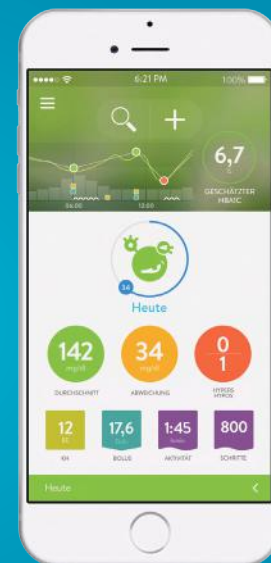 6:21 PM 100%
6,7
%
GESCHÄTZTER
HBA1C
06:00 12:00
Heute
142
mg/dl
34
mg/dl
0
1
DURCHSCHNITT
ABWEICHUNG
HYPERS
HYPOS
12
17,6
1:45
800
KH
BOLUS
AKTIVITÄT
SCHRITTE
Heute